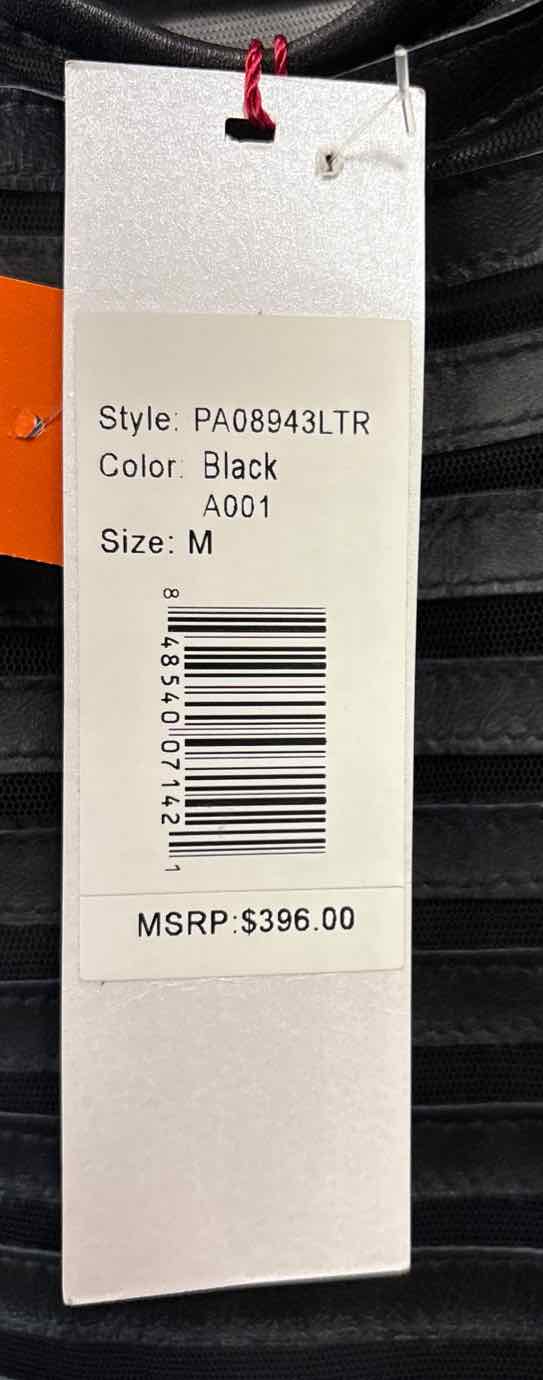 Style: PA08943LTR
Color: Black
A001
Size: M
8 48540 07142 1
MSRP:$396.00